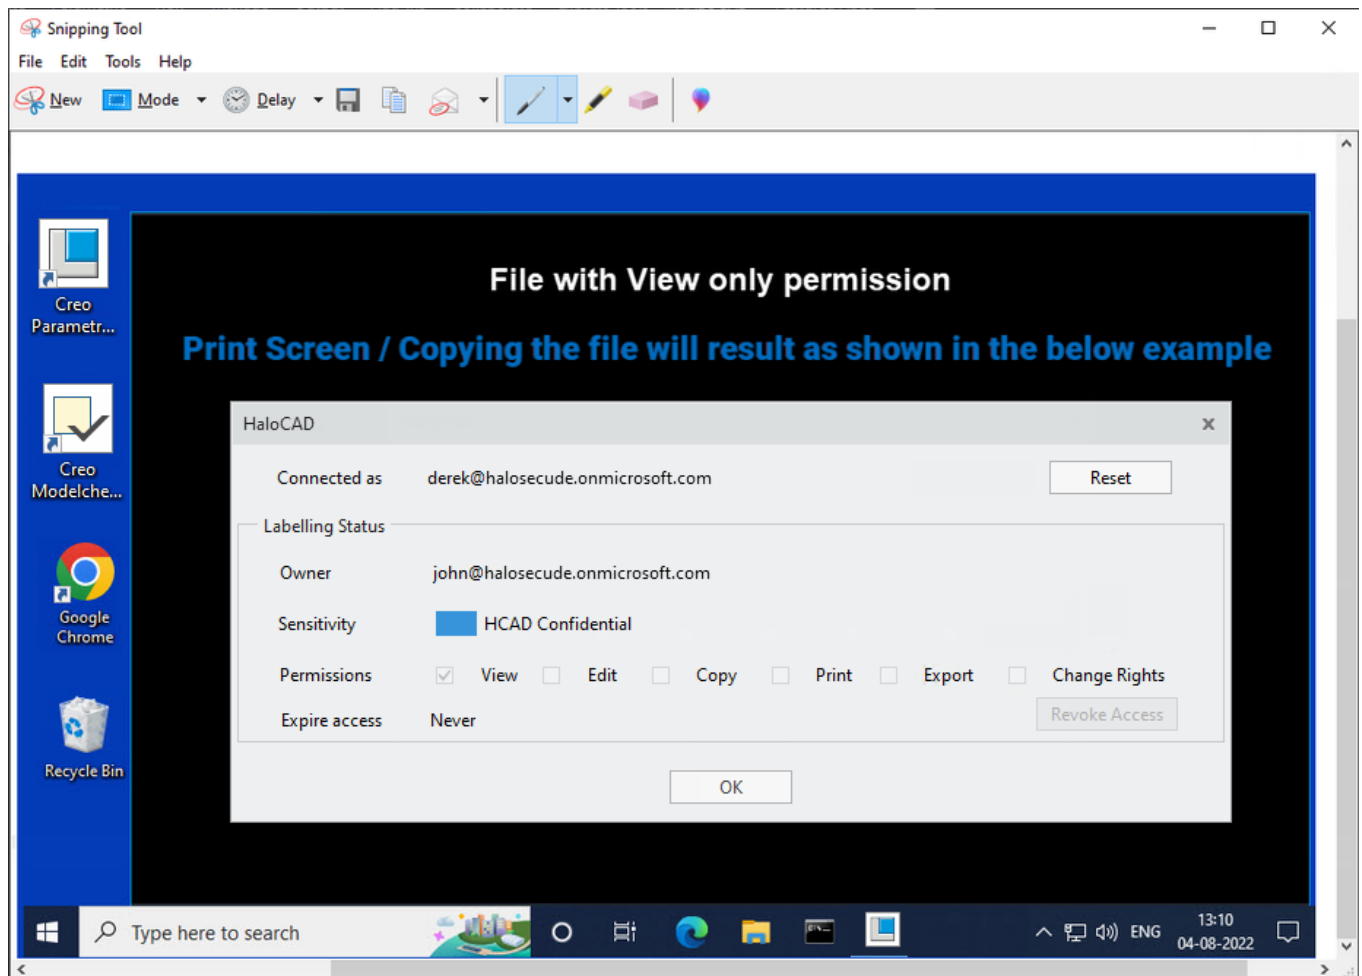 Snipping Tool
File Edit Tools Help
New Mode Delay
Creo
Parametr...
Creo
Modelche...
Google
Chrome
Recycle Bin
File with View only permission
Print Screen / Copying the file will result as shown in the below example
HaloCAD
Connected as derek@halosecude.onmicrosoft.com Reset
Labelling Status
Owner john@halosecude.onmicrosoft.com
Sensitivity HCAD Confidential
Permissions View Edit Copy Print Export Change Rights
Expire access Never Revoke Access
OK
Type here to search
ENG
13:10
04-08-2022